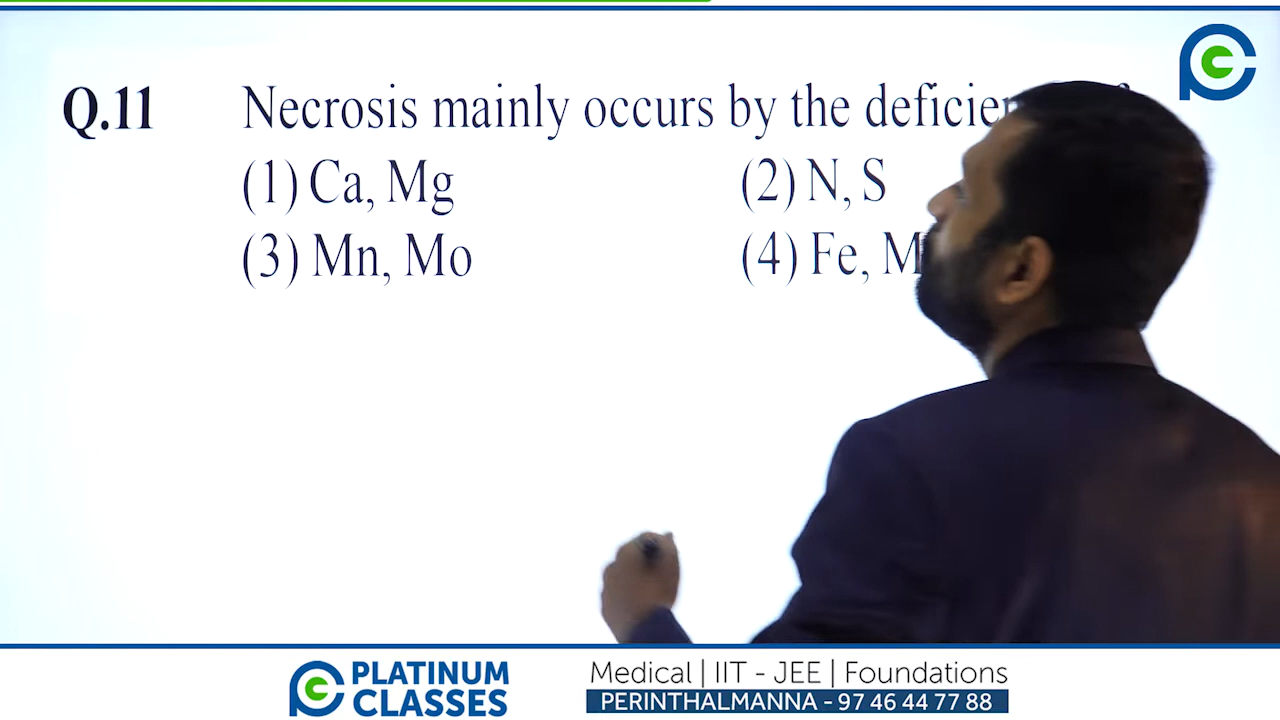 Q.11 Necrosis mainly occurs by the
(1) Ca, Mg (2) N, S
(3) Mn, Mo (4) Fe,
PLATINUM
CLASSES
Medical | IIT - JEE | Foundations
PERINTHALMANNA - 97 46 44 77 88